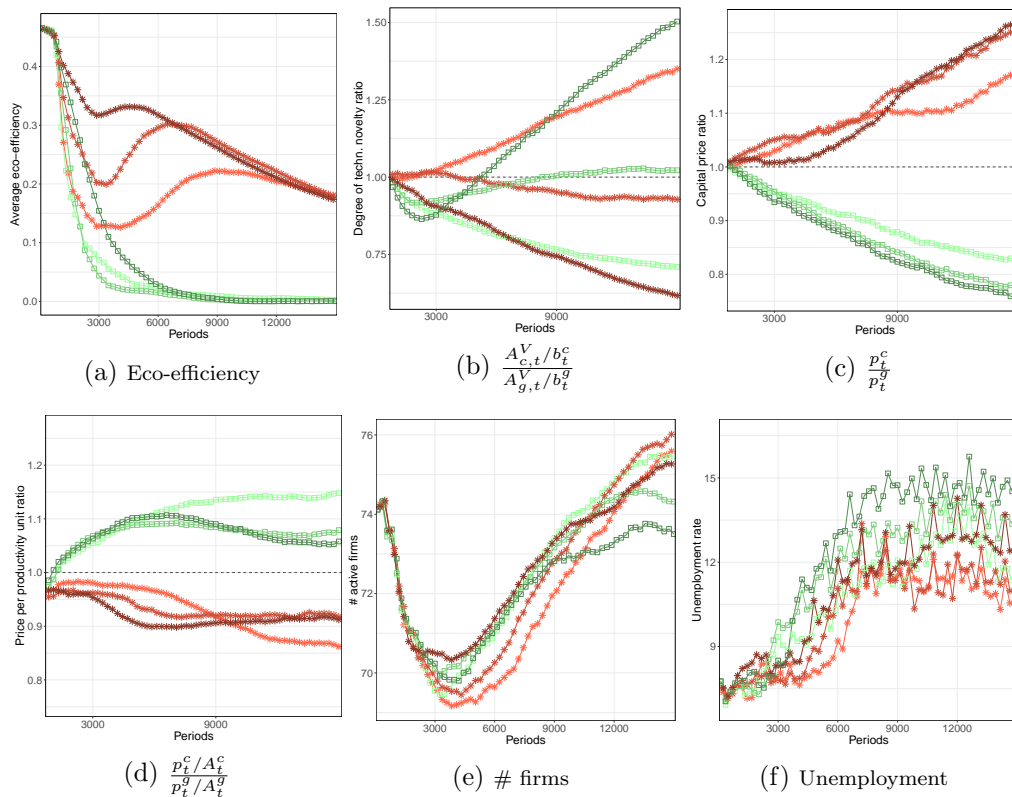 Average eco−efficiency
0.4
0.3
0.2
0.1
0.0
3000 6000 9000 12000
Periods
(a) Eco-efficiency
Degree of techn. novelty ratio
1.50
1.25
1.00
0.75
3000 9000
Periods
(b) \frac{A^V_{c,t}/b^c_t}{A^V_{g,t}/b^g_t}
Capital price ratio
1.2
1.1
1.0
0.9
0.8
3000 9000
Periods
(c) \frac{p^c_t}{p^g_t}
Price per productivity unit ratio
1.2
1.1
1.0
0.9
0.8
3000 9000
Periods
(d) \frac{p^c_t/A^c_t}{p^g_t/A^g_t}
# active firms
76
74
72
70
3000 6000 9000 12000
Periods
(e) # firms
Unemployment rate
15
12
9
0 3000 6000 9000 12000
Periods
(f) Unemployment